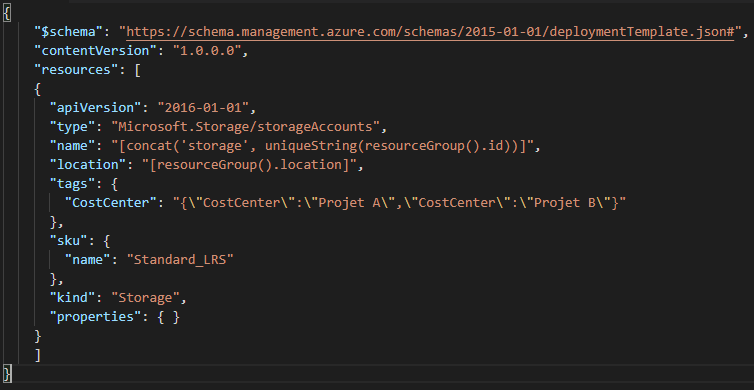 {
"$schema": "https://schema.management.azure.com/schemas/2015-01-01/deploymentTemplate.json#",
"contentVersion": "1.0.0.0",
"resources": [
{
"apiVersion": "2016-01-01",
"type": "Microsoft.Storage/storageAccounts",
"name": "[concat('storage', uniqueString(resourceGroup().id))]",
"location": "[resourceGroup().location]",
"tags": {
"CostCenter": "{\"CostCenter\":\"Projet A\",\"CostCenter\":\"Projet B\"}"
},
"sku": {
"name": "Standard_LRS"
},
"kind": "Storage",
"properties": { }
}
]
}